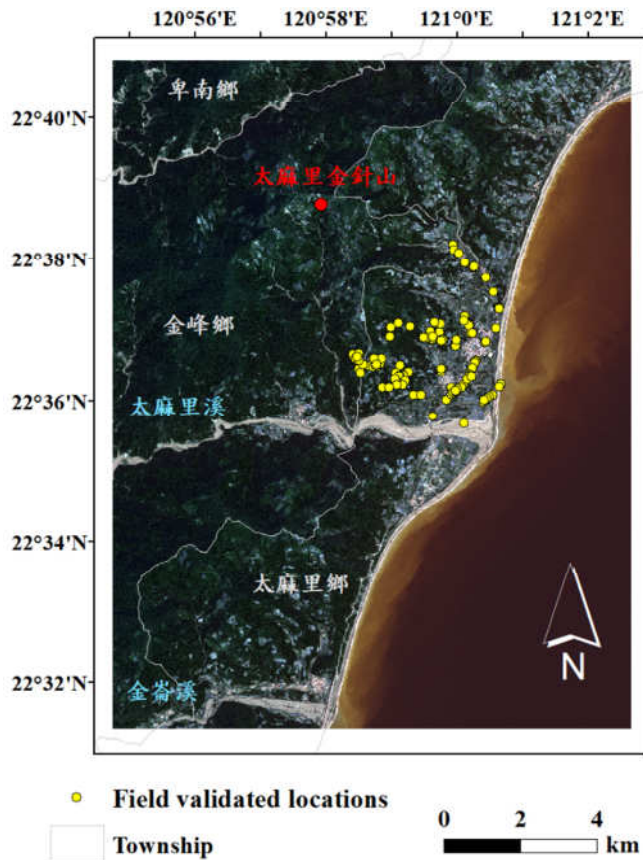 120°56'E 120°58'E 121°0'E 121°2'E
22°40'N
卑南鄉
太麻里金針山
22°38'N
金峰鄉
太麻里溪
22°36'N
22°34'N
太麻里鄉
22°32'N
金崙溪
N
Field validated locations
Township
0 2 4
km